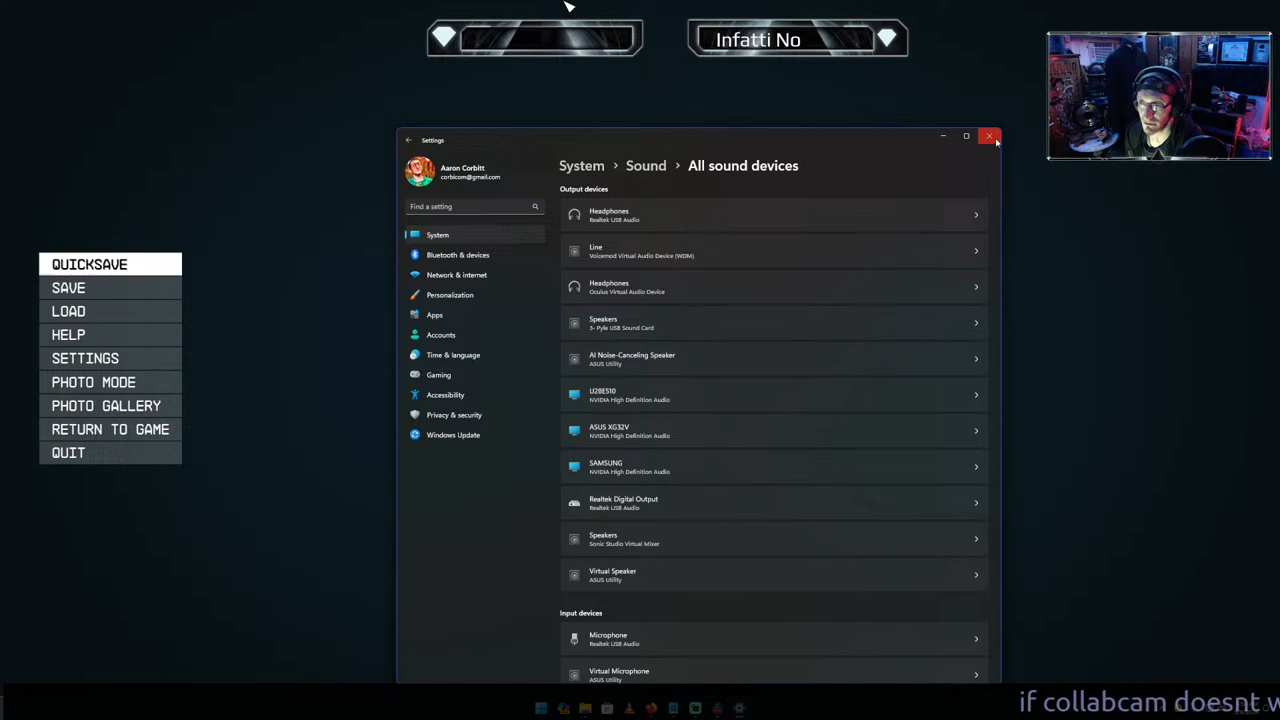 Infatti No
Settings
Aaron Corbitt
corbicom@gmail.com
Find a setting
System
Bluetooth & devices
Network & internet
Personalization
Apps
Accounts
Time & language
Gaming
Accessibility
Privacy & security
Windows Update
System > Sound > All sound devices
Output devices
Headphones
Realtek USB Audio
Line
Voicemod Virtual Audio Device (WDM)
Headphones
Oculus Virtual Audio Device
Speakers
3- Pyle USB Sound Card
AI Noise-Canceling Speaker
ASUS Utility
U28E510
NVIDIA High Definition Audio
ASUS XG32V
NVIDIA High Definition Audio
SAMSUNG
NVIDIA High Definition Audio
Realtek Digital Output
Realtek USB Audio
Speakers
Sonic Studio Virtual Mixer
Virtual Speaker
ASUS Utility
Input devices
Microphone
Realtek USB Audio
Virtual Microphone
ASUS Utility
QUICKSAVE
SAVE
LOAD
HELP
SETTINGS
PHOTO MODE
PHOTO GALLERY
RETURN TO GAME
QUIT
if collabcam doesnt w